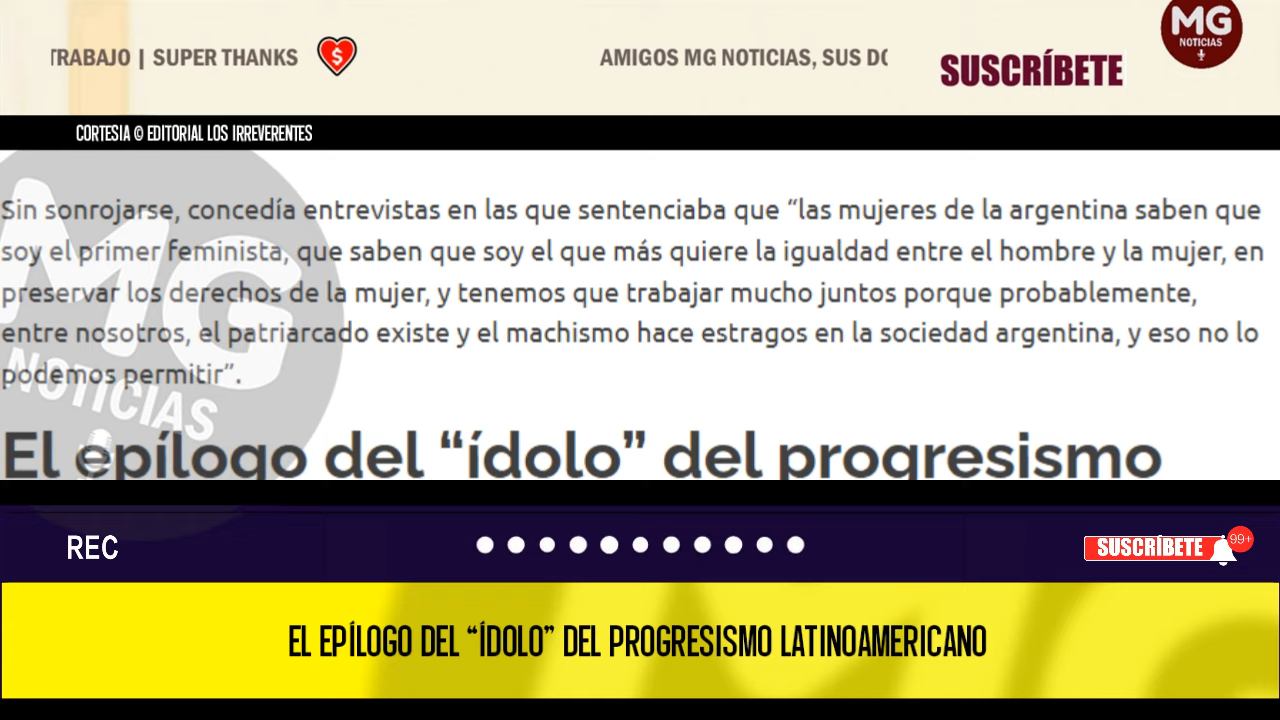 TRABAJO | SUPER THANKS
AMIGOS MG NOTICIAS, SUS
SUSCRÍBETE
MG
NOTICIAS
CORTESIA © EDITORIAL LOS IRREVERENTES
Sin sonrojarse, concedía entrevistas en las que sentenciaba que “las mujeres de la argentina saben que
soy el primer feminista, que saben que soy el que más quiere la igualdad entre el hombre y la mujer, en
preservar los derechos de la mujer, y tenemos que trabajar mucho juntos porque probablemente,
entre nosotros, el patriarcado existe y el machismo hace estragos en la sociedad argentina, y eso no lo
podemos permitir”.
MG
NOTICIAS
El epílogo del “ídolo” del progresismo
REC
SUSCRÍBETE
99+
EL EPÍLOGO DEL “ÍDOLO” DEL PROGRESISMO LATINOAMERICANO